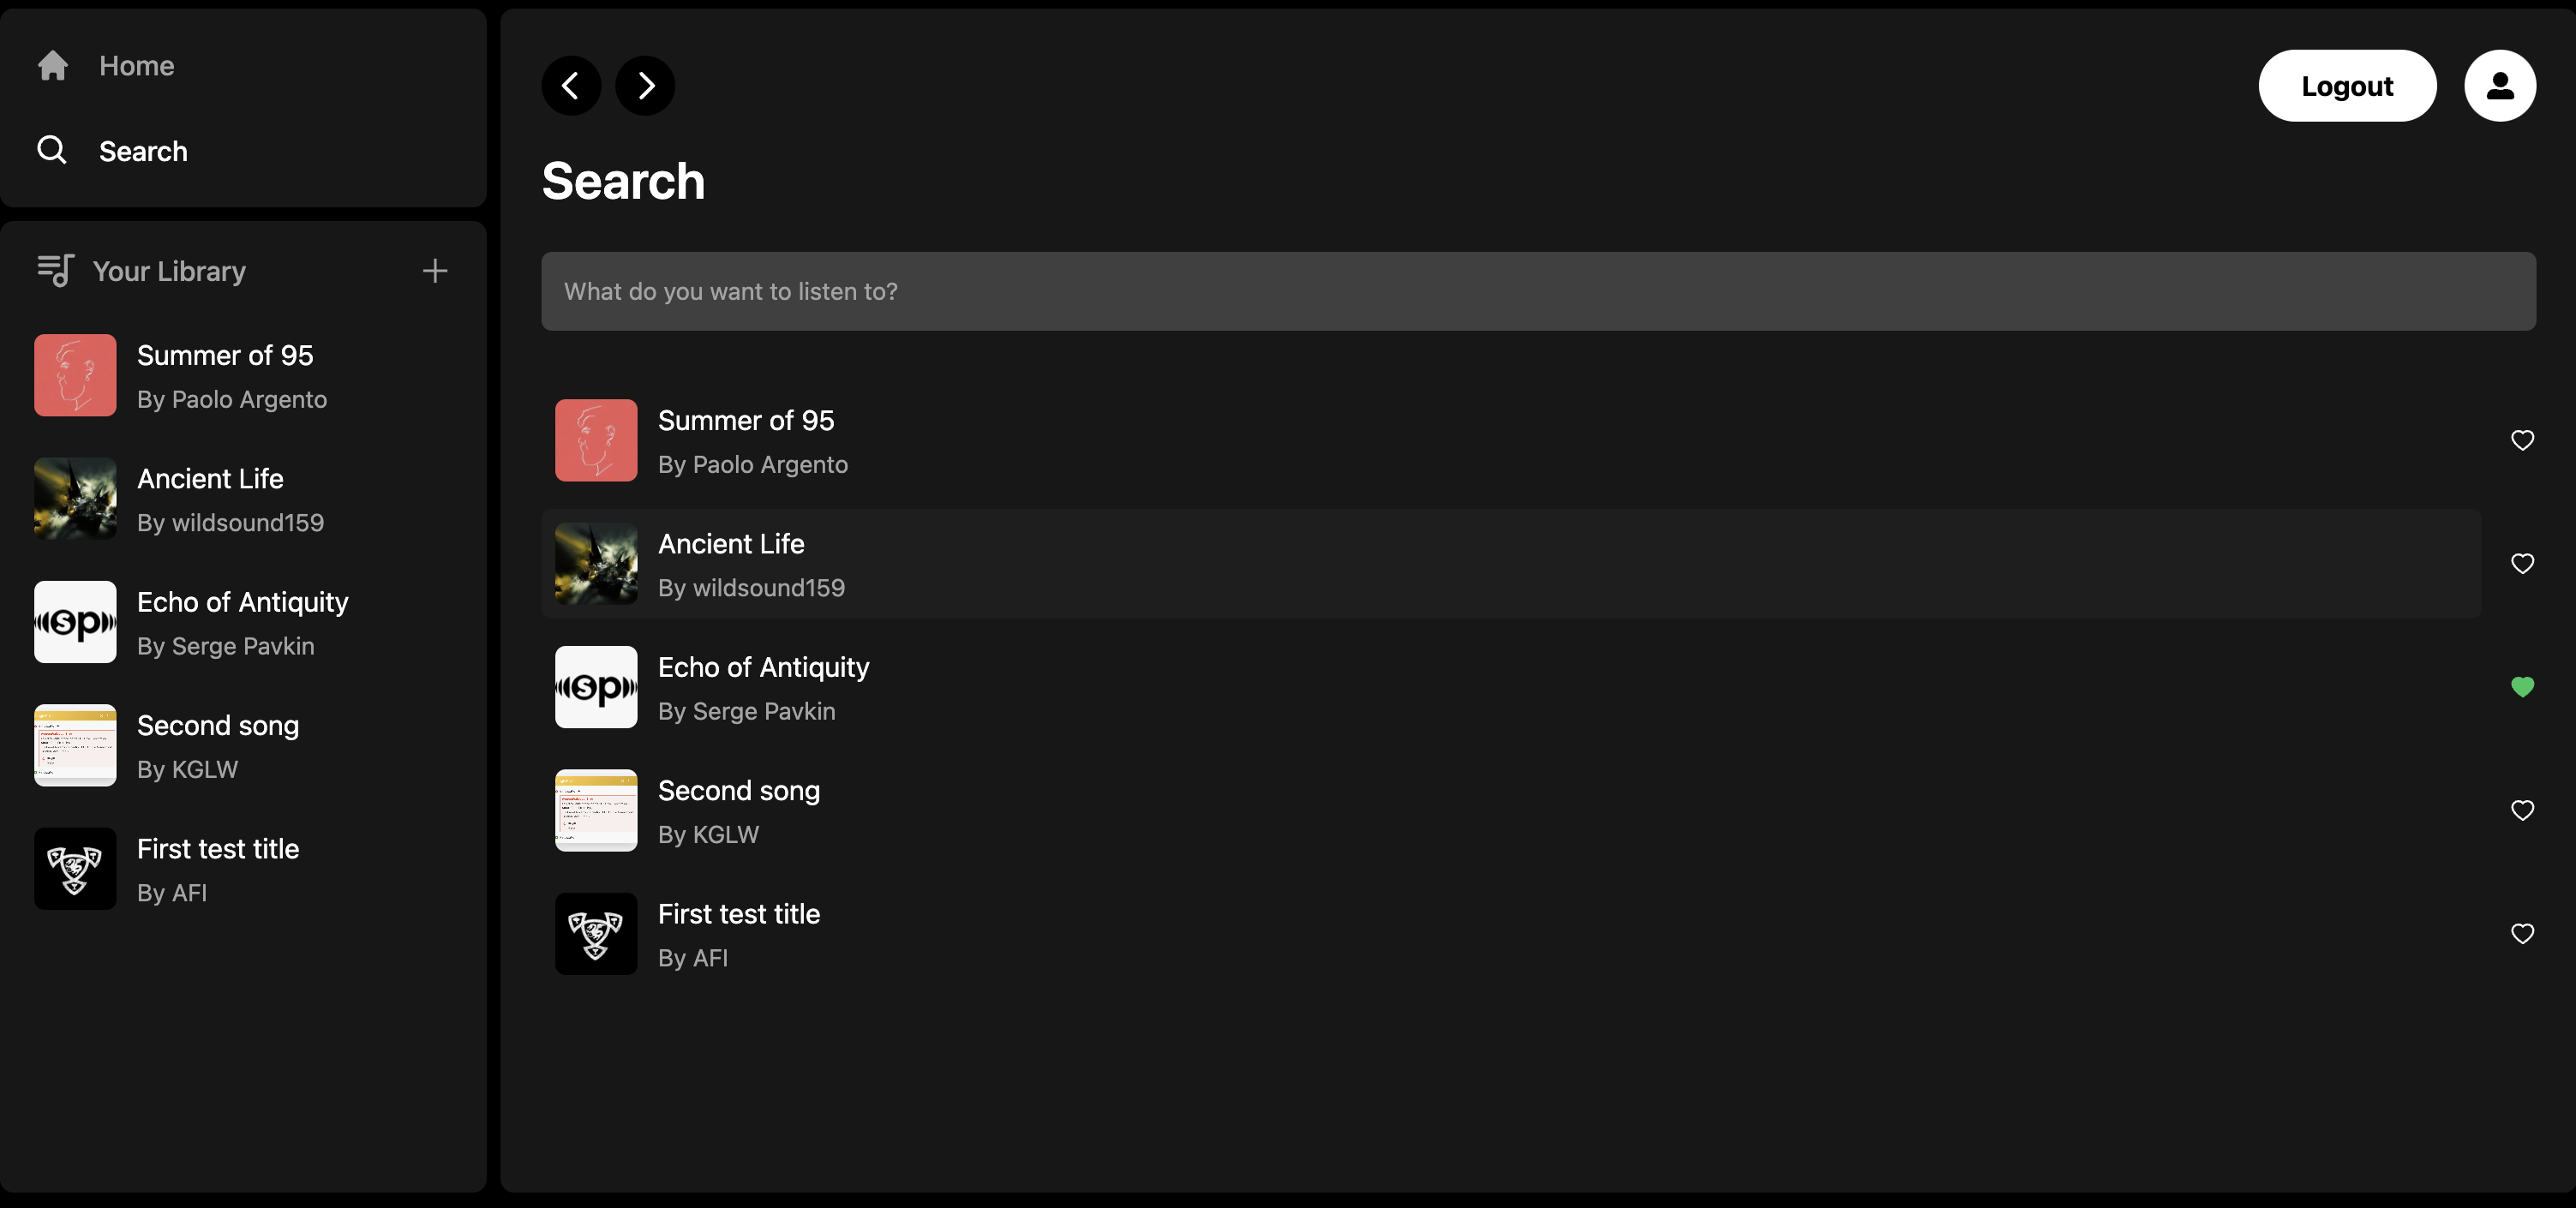 Home
Search
Your Library
Summer of 95
By Paolo Argento
Ancient Life
By wildsound159
Echo of Antiquity
By Serge Pavkin
Second song
By KGLW
First test title
By AFI
Logout
Search
What do you want to listen to?
Summer of 95
By Paolo Argento
Ancient Life
By wildsound159
sp
Echo of Antiquity
By Serge Pavkin
Second song
By KGLW
First test title
By AFI